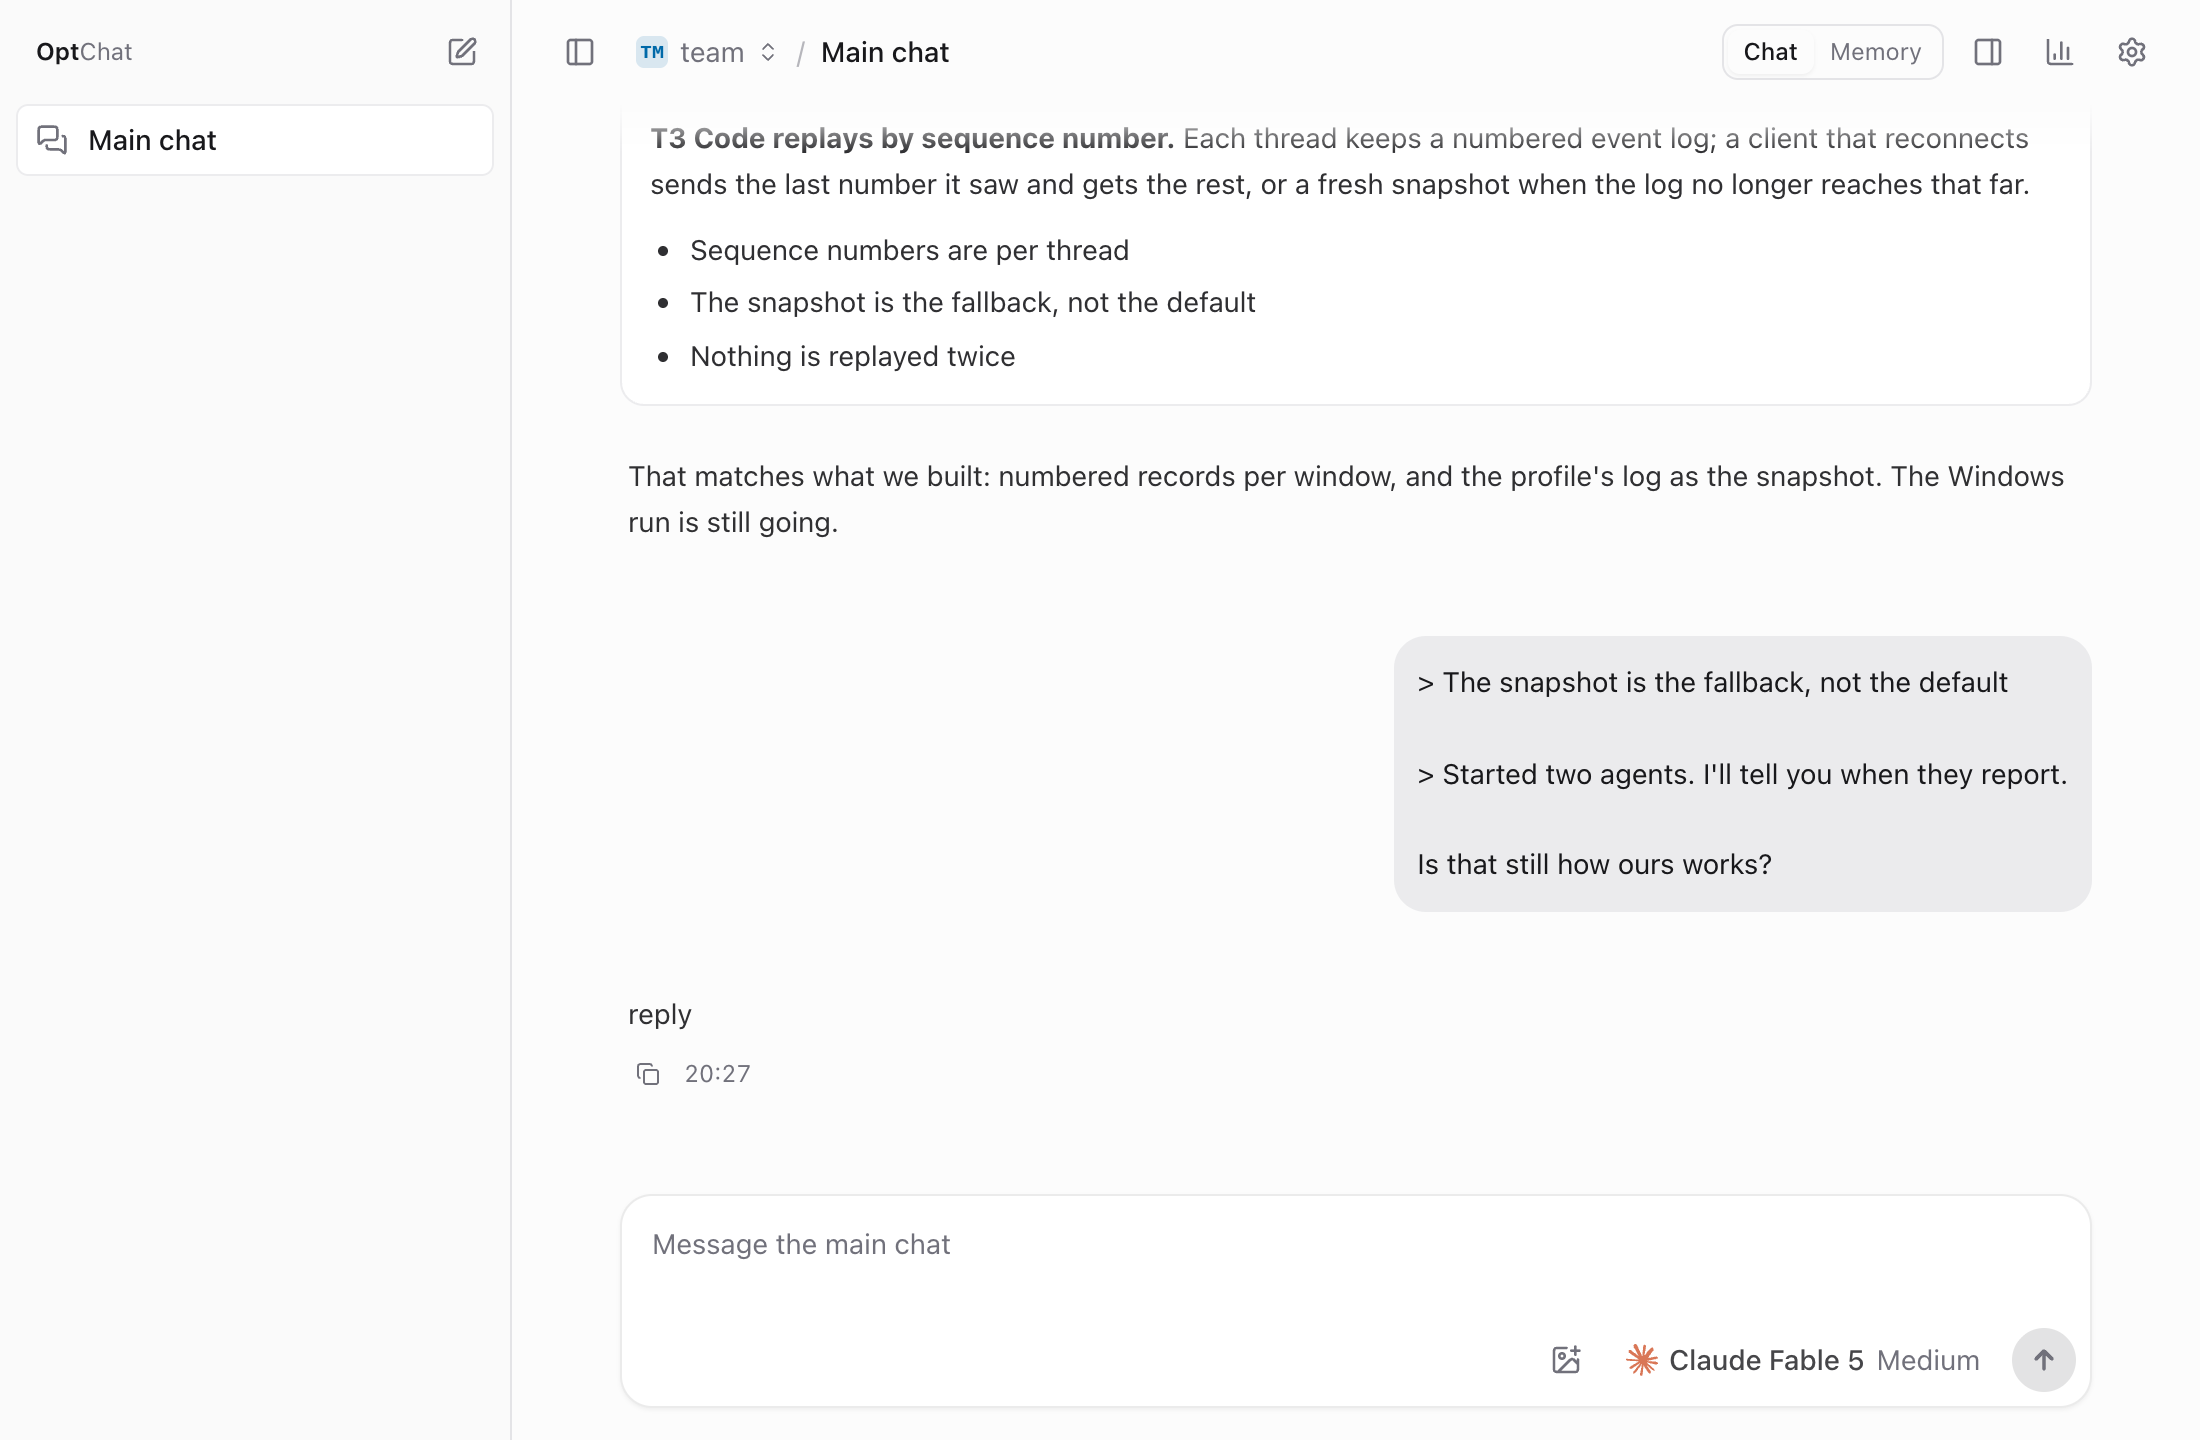 OptChat
Main chat
TM team / Main chat
Chat Memory
T3 Code replays by sequence number. Each thread keeps a numbered event log; a client that reconnects
sends the last number it saw and gets the rest, or a fresh snapshot when the log no longer reaches that far.
• Sequence numbers are per thread
• The snapshot is the fallback, not the default
• Nothing is replayed twice
That matches what we built: numbered records per window, and the profile's log as the snapshot. The Windows
run is still going.
> The snapshot is the fallback, not the default
> Started two agents. I'll tell you when they report.
Is that still how ours works?
reply
20:27
Message the main chat
Claude Fable 5 Medium